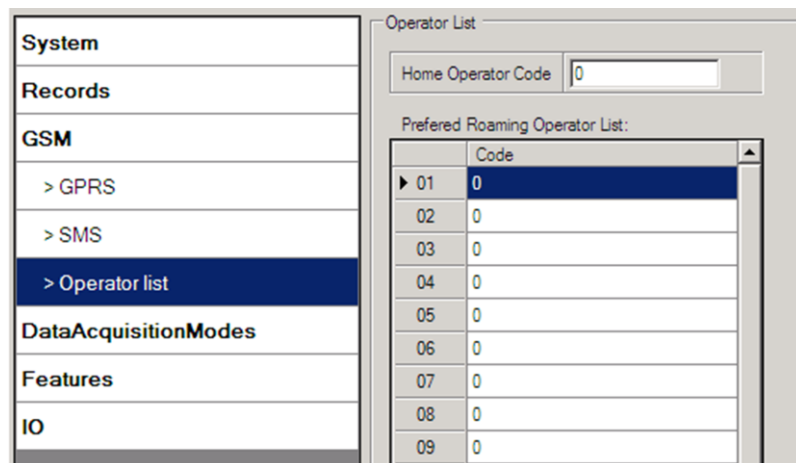 System
Records
GSM
> GPRS
> SMS
> Operator list
DataAcquisitionModes
Features
IO
Operator List
Home Operator Code 0
Prefered Roaming Operator List:
Code
01 0
02 0
03 0
04 0
05 0
06 0
07 0
08 0
09 0